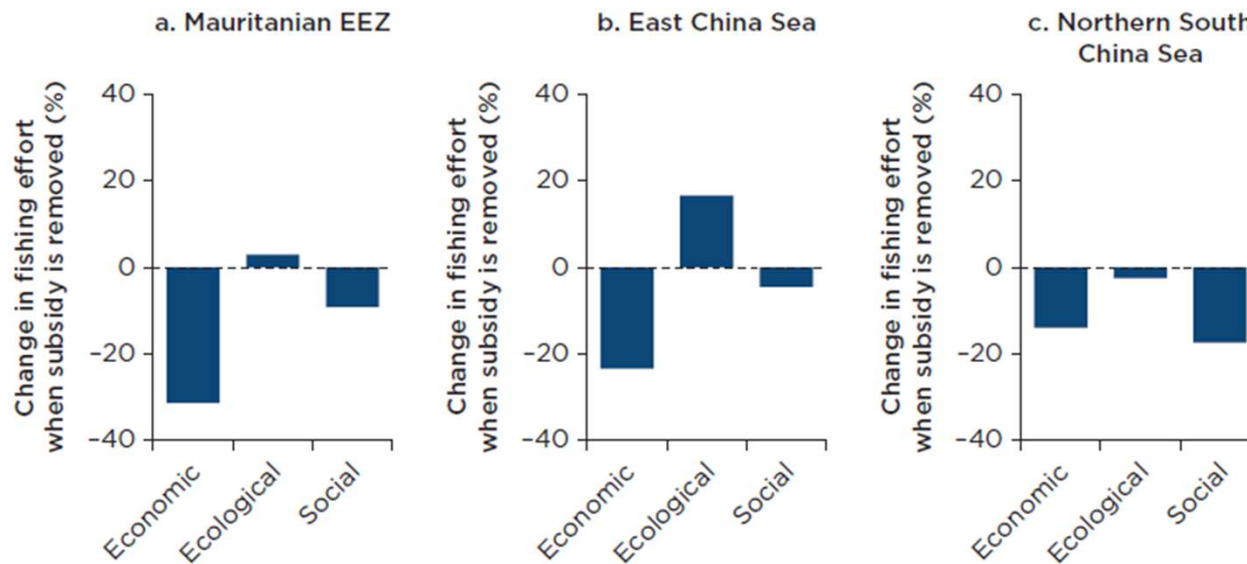 a. Mauritanian EEZ
Change in fishing effort
when subsidy is removed (%)
40
20
0
–20
–40
Economic
Ecological
Social
b. East China Sea
Change in fishing effort
when subsidy is removed (%)
40
20
0
–20
–40
Economic
Ecological
Social
c. Northern South
China Sea
Change in fishing effort
when subsidy is removed (%)
40
20
0
–20
–40
Economic
Ecological
Social